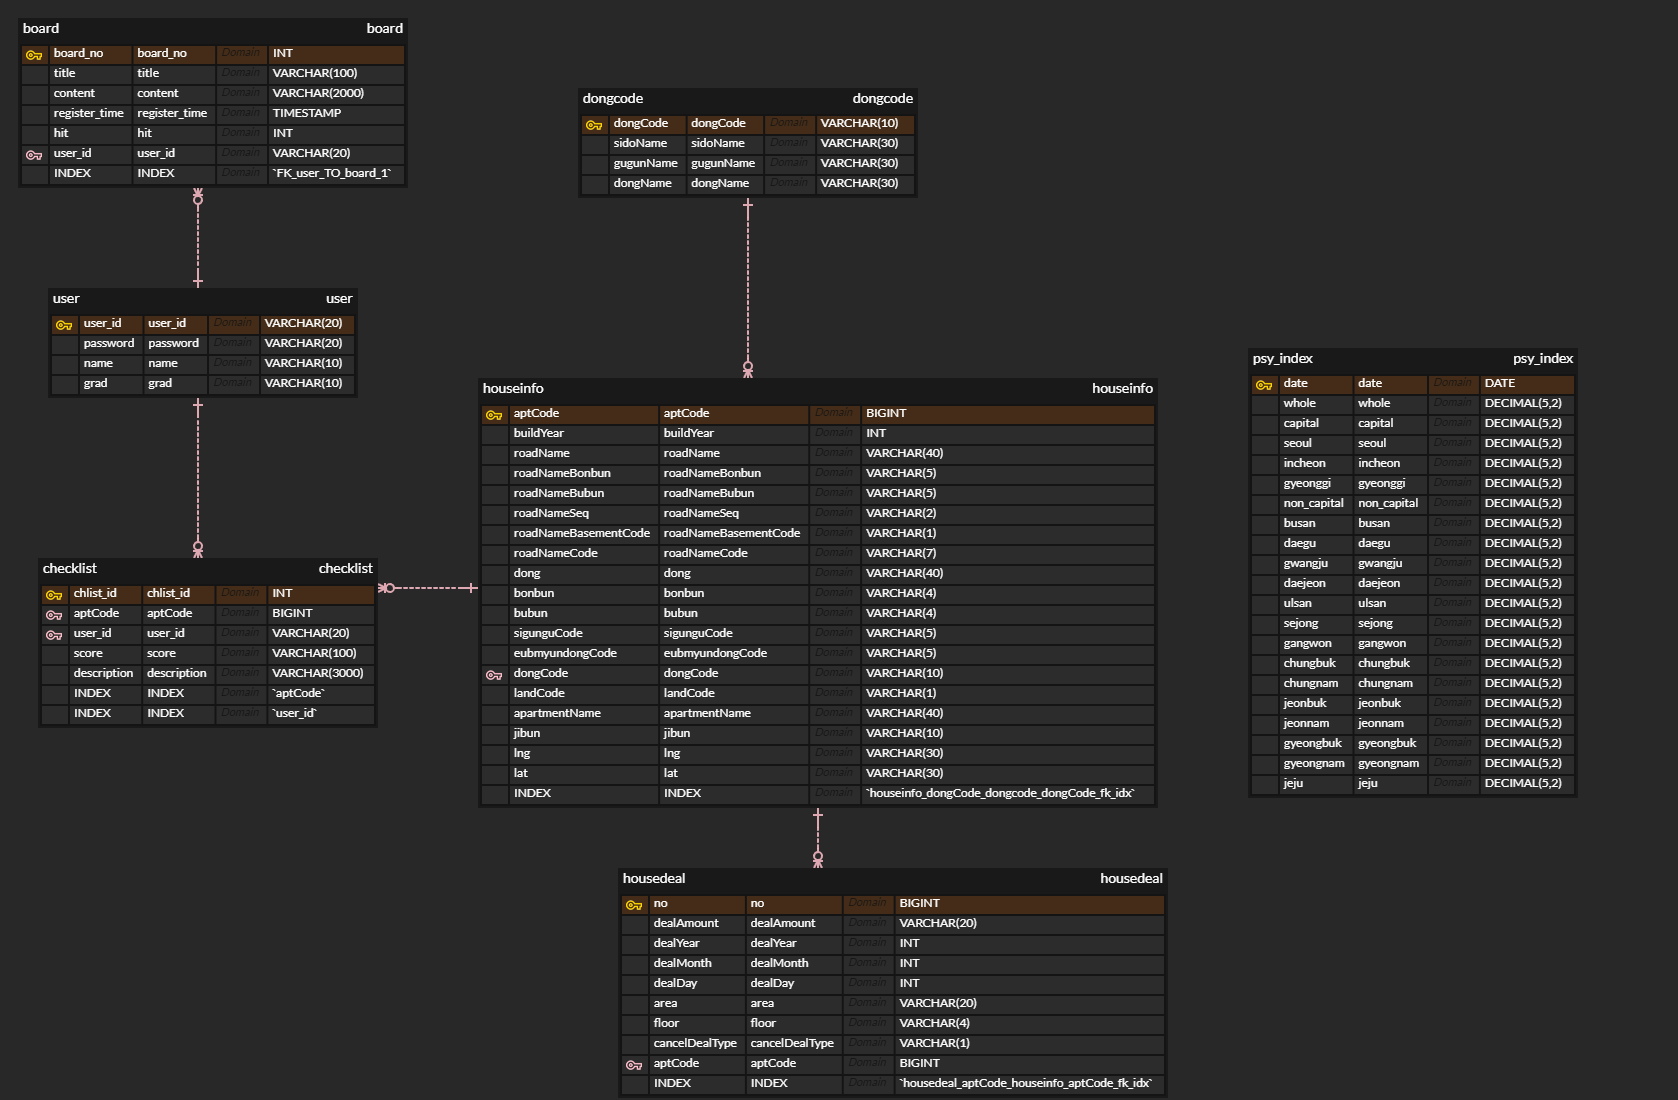 board board
board_no board_no Domain INT
title title Domain VARCHAR(100)
content content Domain VARCHAR(2000)
register_time register_time Domain TIMESTAMP
hit hit Domain INT
user_id user_id Domain VARCHAR(20)
INDEX INDEX Domain `FK_user_TO_board_1`
dongcode dongcode
dongCode dongCode Domain VARCHAR(10)
sidoName sidoName Domain VARCHAR(30)
gugunName gugunName Domain VARCHAR(30)
dongName dongName Domain VARCHAR(30)
user user
user_id user_id Domain VARCHAR(20)
password password Domain VARCHAR(20)
name name Domain VARCHAR(10)
grad grad Domain VARCHAR(10)
checklist checklist
chlist_id chlist_id Domain INT
aptCode aptCode Domain BIGINT
user_id user_id Domain VARCHAR(20)
score score Domain VARCHAR(100)
description description Domain VARCHAR(3000)
INDEX INDEX Domain `aptCode`
INDEX INDEX Domain `user_id`
houseinfo houseinfo
aptCode aptCode Domain BIGINT
buildYear buildYear Domain INT
roadName roadName Domain VARCHAR(40)
roadNameBonbun roadNameBonbun Domain VARCHAR(5)
roadNameBubun roadNameBubun Domain VARCHAR(5)
roadNameSeq roadNameSeq Domain VARCHAR(2)
roadNameBasementCode roadNameBasementCode Domain VARCHAR(1)
roadNameCode roadNameCode Domain VARCHAR(7)
dong dong Domain VARCHAR(40)
bonbun bonbun Domain VARCHAR(4)
bubun bubun Domain VARCHAR(4)
sigunguCode sigunguCode Domain VARCHAR(5)
eubmyundongCode eubmyundongCode Domain VARCHAR(5)
dongCode dongCode Domain VARCHAR(10)
landCode landCode Domain VARCHAR(1)
apartmentName apartmentName Domain VARCHAR(40)
jibun jibun Domain VARCHAR(10)
lng lng Domain VARCHAR(30)
lat lat Domain VARCHAR(30)
INDEX INDEX Domain `houseinfo_dongCode_dongcode_dongCode_fk_idx`
psy_index psy_index
date date Domain DATE
whole whole Domain DECIMAL(5,2)
capital capital Domain DECIMAL(5,2)
seoul seoul Domain DECIMAL(5,2)
incheon incheon Domain DECIMAL(5,2)
gyeonggi gyeonggi Domain DECIMAL(5,2)
non_capital non_capital Domain DECIMAL(5,2)
busan busan Domain DECIMAL(5,2)
daegu daegu Domain DECIMAL(5,2)
gwangju gwangju Domain DECIMAL(5,2)
daejeon daejeon Domain DECIMAL(5,2)
ulsan ulsan Domain DECIMAL(5,2)
sejong sejong Domain DECIMAL(5,2)
gangwon gangwon Domain DECIMAL(5,2)
chungbuk chungbuk Domain DECIMAL(5,2)
chungnam chungnam Domain DECIMAL(5,2)
jeonbuk jeonbuk Domain DECIMAL(5,2)
jeonnam jeonnam Domain DECIMAL(5,2)
gyeongbuk gyeongbuk Domain DECIMAL(5,2)
gyeongnam gyeongnam Domain DECIMAL(5,2)
jeju jeju Domain DECIMAL(5,2)
housedeal housedeal
no no Domain BIGINT
dealAmount dealAmount Domain VARCHAR(20)
dealYear dealYear Domain INT
dealMonth dealMonth Domain INT
dealDay dealDay Domain INT
area area Domain VARCHAR(20)
floor floor Domain VARCHAR(4)
cancelDealType cancelDealType Domain VARCHAR(1)
aptCode aptCode Domain BIGINT
INDEX INDEX Domain `housedeal_aptCode_houseinfo_aptCode_fk_idx`